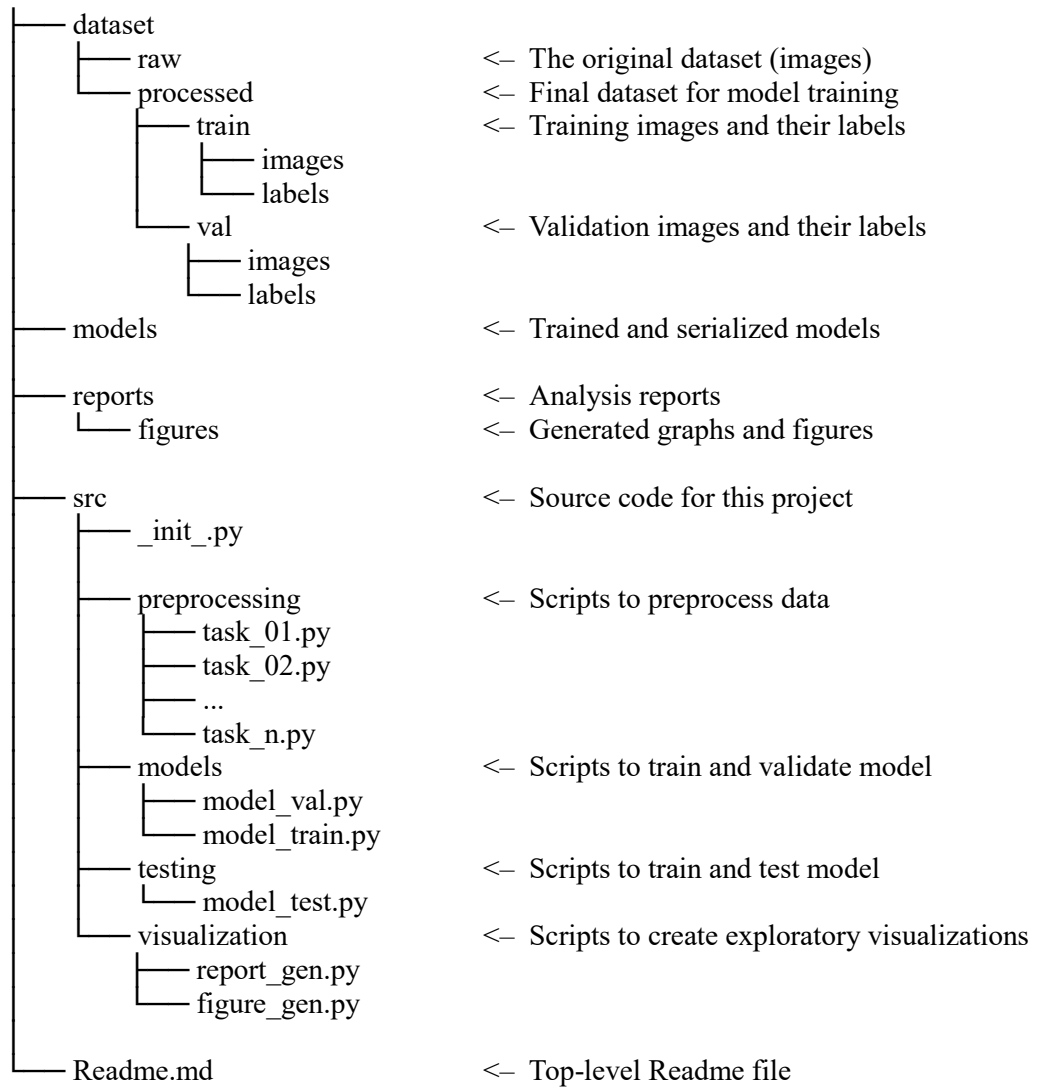 dataset
raw <– The original dataset (images)
processed <– Final dataset for model training
train <– Training images and their labels
images
labels
val <– Validation images and their labels
images
labels
models <– Trained and serialized models
reports <– Analysis reports
figures <– Generated graphs and figures
src <– Source code for this project
_init_.py
preprocessing <– Scripts to preprocess data
task_01.py
task_02.py
...
task_n.py
models <– Scripts to train and validate model
model_val.py
model_train.py
testing <– Scripts to train and test model
model_test.py
visualization <– Scripts to create exploratory visualizations
report_gen.py
figure_gen.py
Readme.md <– Top-level Readme file